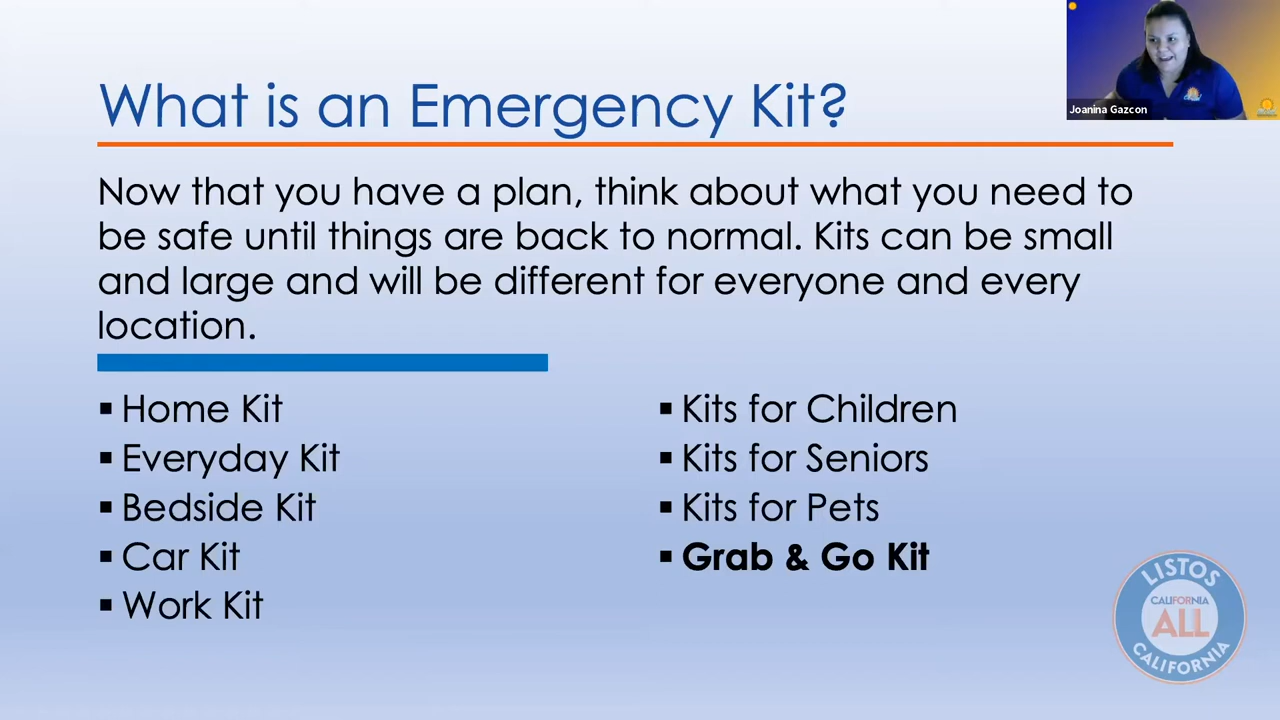 What is an Emergency Kit?
Joanina Gazcon
Now that you have a plan, think about what you need to
be safe until things are back to normal. Kits can be small
and large and will be different for everyone and every
location.
▪ Home Kit
▪ Everyday Kit
▪ Bedside Kit
▪ Car Kit
▪ Work Kit
▪ Kits for Children
▪ Kits for Seniors
▪ Kits for Pets
▪ Grab & Go Kit
LISTOS
CALIFORNIA
ALL
CALIFORNIA